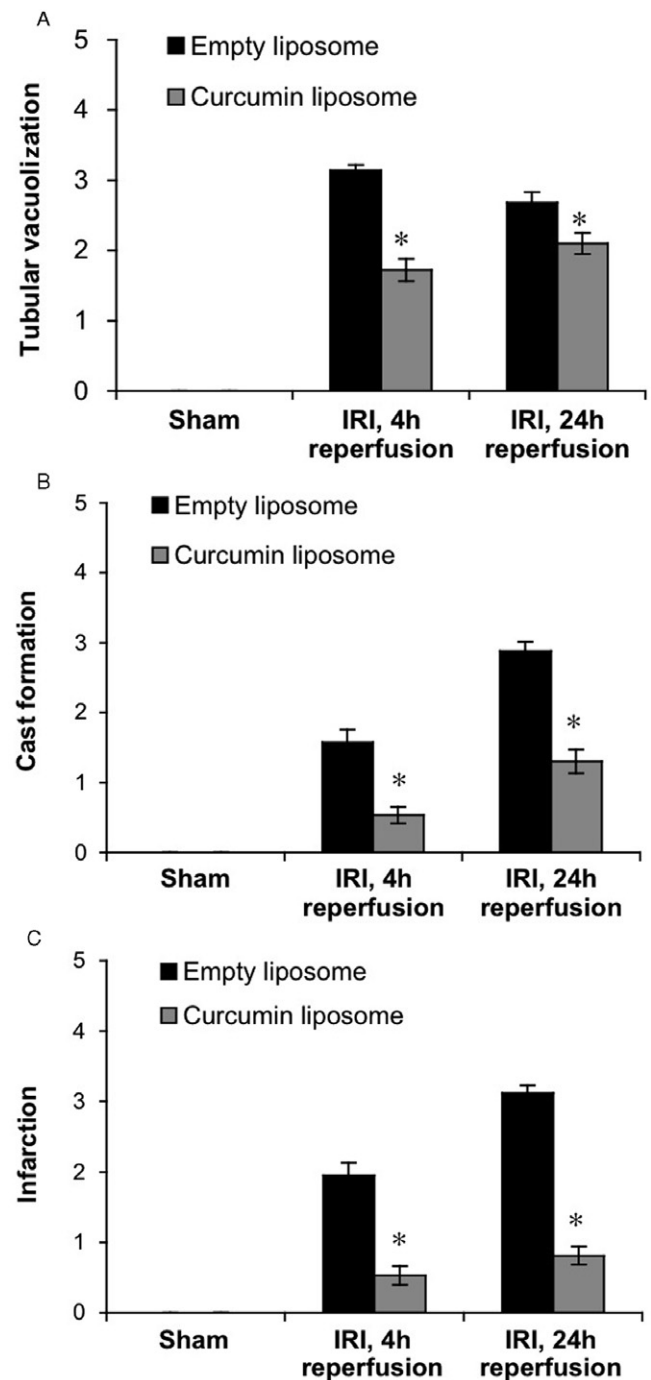 A
5
Empty liposome
Curcumin liposome
4
3
*
*
2
1
0
Tubular vacuolization
Sham
IRI, 4h
reperfusion
IRI, 24h
reperfusion
B
5
Empty liposome
Curcumin liposome
4
3
2
*
*
1
0
Cast formation
Sham
IRI, 4h
reperfusion
IRI, 24h
reperfusion
C
5
Empty liposome
Curcumin liposome
4
3
2
*
*
1
0
Infarction
Sham
IRI, 4h
reperfusion
IRI, 24h
reperfusion